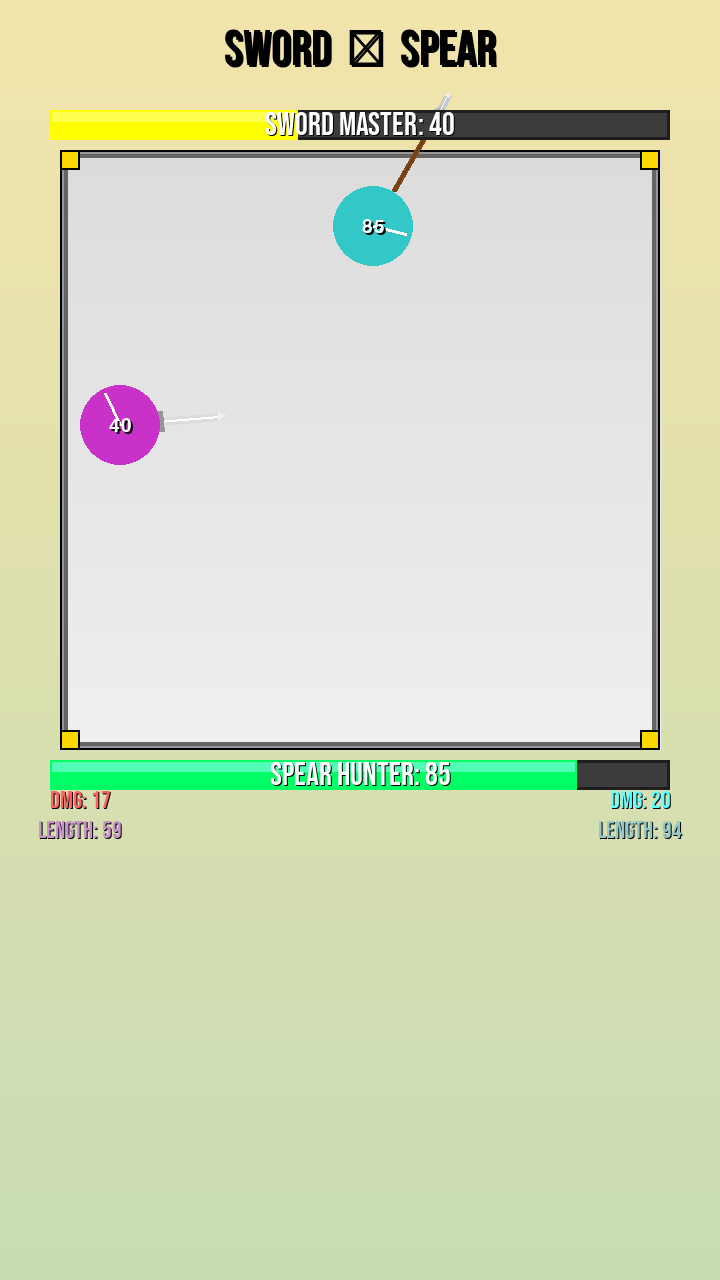 SWORD SPEAR
SWORD MASTER: 40
85
40
SPEAR HUNTER: 85
DMG: 17
DMG: 20
LENGTH: 59
LENGTH: 94